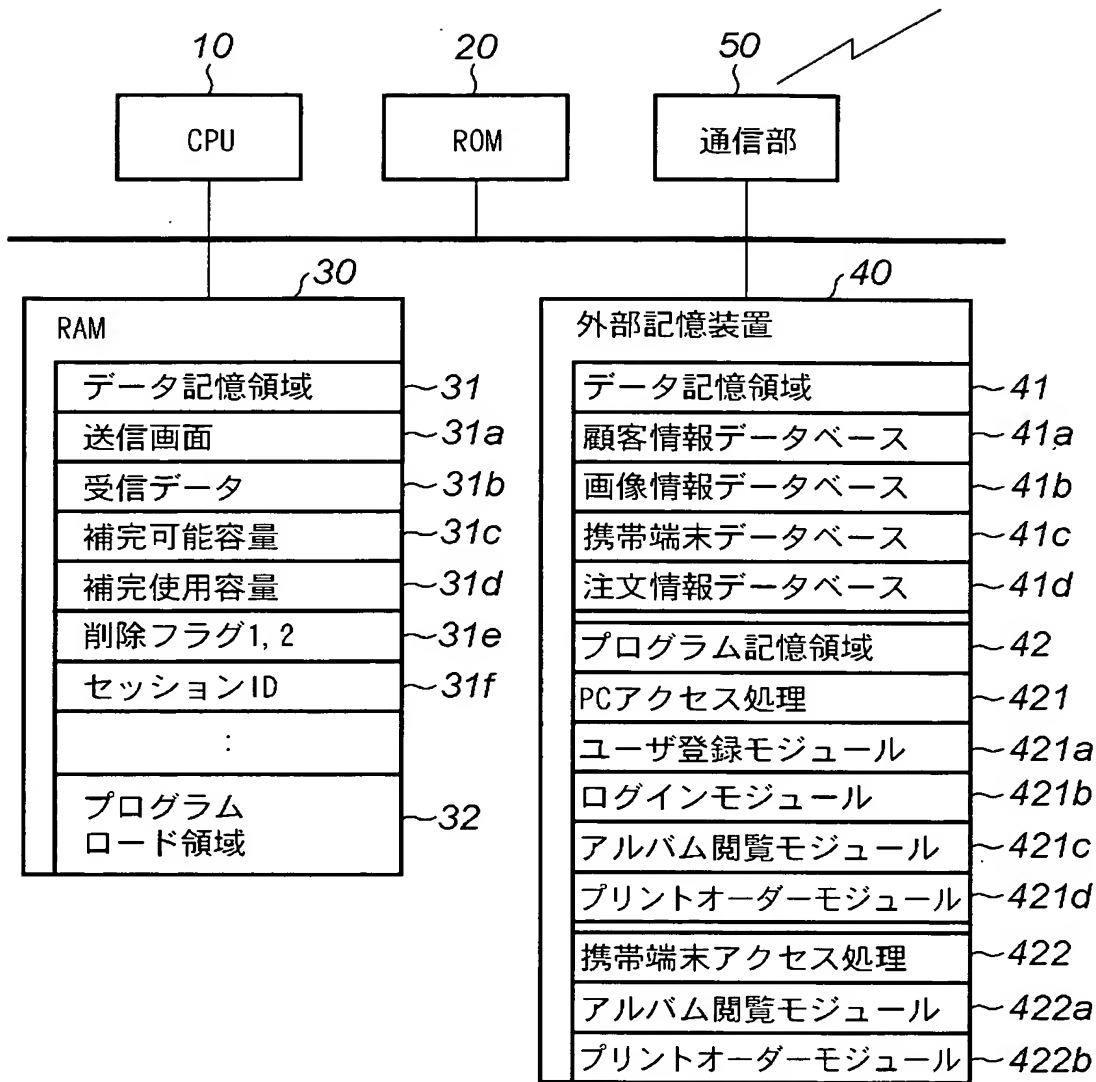 10
20
50
CPU
ROM
通信部
30
40
RAM
データ記憶領域
31
送信画面
31a
受信データ
31b
補完可能容量
31c
補完使用容量
31d
削除フラグ1,2
31e
セッションID
31f
:
プログラム
ロード領域
32
外部記憶装置
データ記憶領域
41
顧客情報データベース
41a
画像情報データベース
41b
携帯端末データベース
41c
注文情報データベース
41d
プログラム記憶領域
42
PCアクセス処理
421
ユーザ登録モジュール
421a
ログインモジュール
421b
アルバム閲覧モジュール
421c
プリントオーダーモジュール
421d
携帯端末アクセス処理
422
アルバム閲覧モジュール
422a
プリントオーダーモジュール
422b